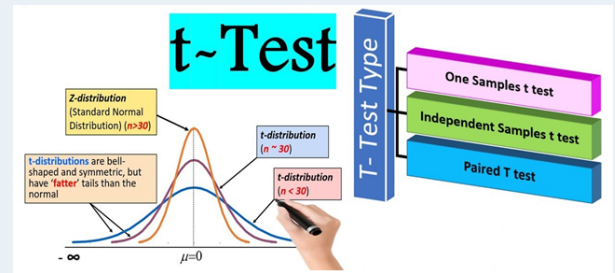 t-Test
Z-distribution
(Standard Normal
Distribution) (n>30)
t-distributions are bell-
shaped and symmetric, but
have 'fatter' tails than the
normal
t-distribution
(n ~ 30)
t-distribution
(n < 30)
- ∞
μ=0
T- Test Type
One Samples t test
Independent Samples t test
Paired T test